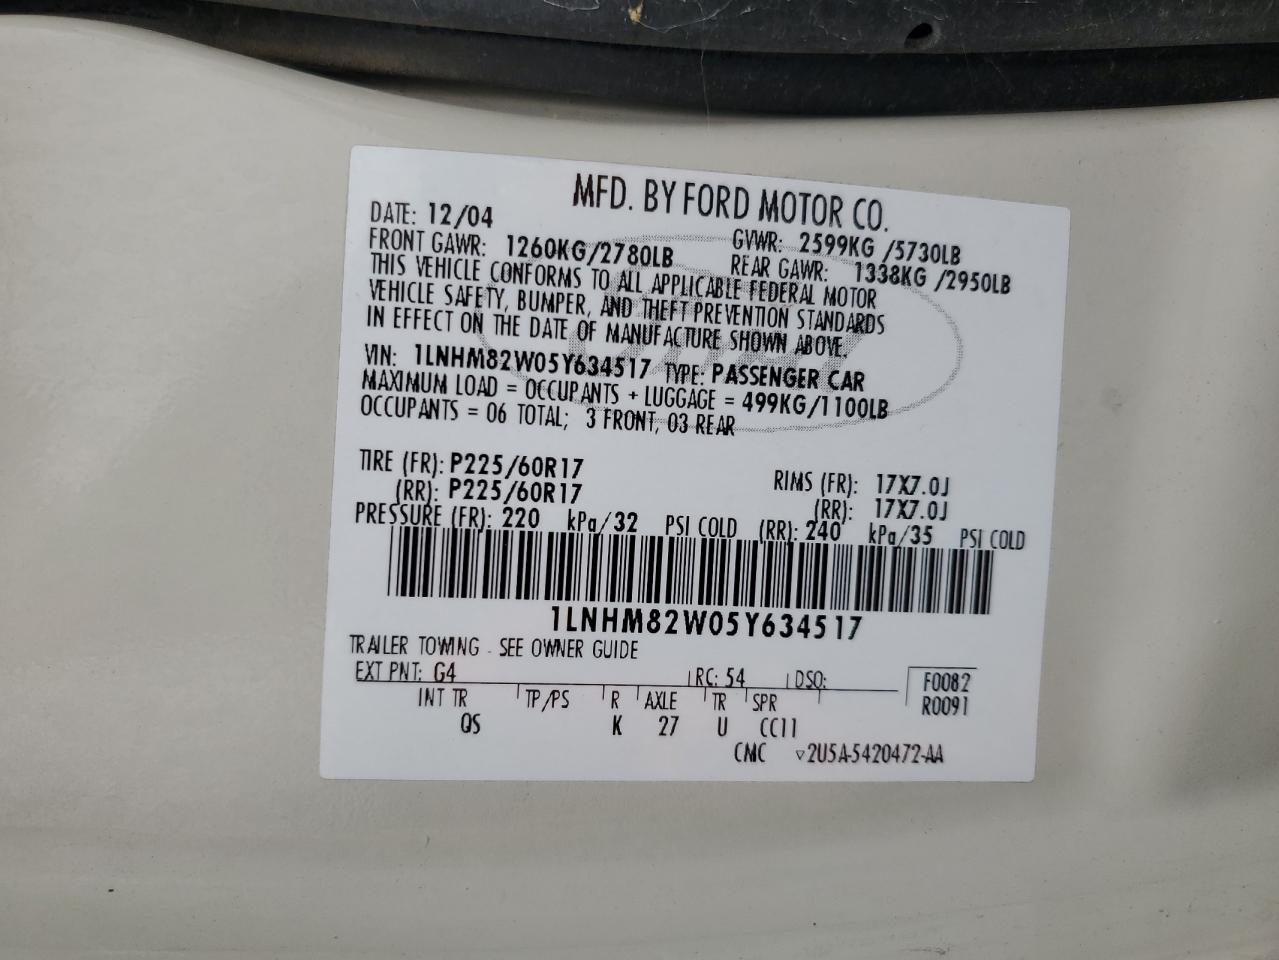 MFD. BY FORD MOTOR CO.
DATE: 12/04 GVWR: 2599KG /5730LB
FRONT GAWR: 1260KG/2780LB REAR GAWR: 1338KG /2950LB
THIS VEHICLE CONFORMS TO ALL APPLICABLE FEDERAL MOTOR
VEHICLE SAFETY, BUMPER, AND THEFT PREVENTION STANDARDS
IN EFFECT ON THE DATE OF MANUFACTURE SHOWN ABOVE.
VIN: 1LNHM82W05Y634517 TYPE: PASSENGER CAR
MAXIMUM LOAD = OCCUPANTS + LUGGAGE = 499KG/1100LB
OCCUPANTS = 06 TOTAL; 3 FRONT, 03 REAR
TIRE (FR): P225/60R17 RIMS (FR): 17X7.0J
(RR): P225/60R17 (RR): 17X7.0J
PRESSURE (FR): 220 kPa/32 PSI COLD (RR): 240 kPa/35 PSI COLD
1LNHM82W05Y634517
TRAILER TOWING - SEE OWNER GUIDE
EXT PNT: G4 RC: 54 DSO: F0082
INT TR TP/PS R AXLE TR SPR R0091
QS K 27 U CC11
CMC ▿2U5A-5420472-AA